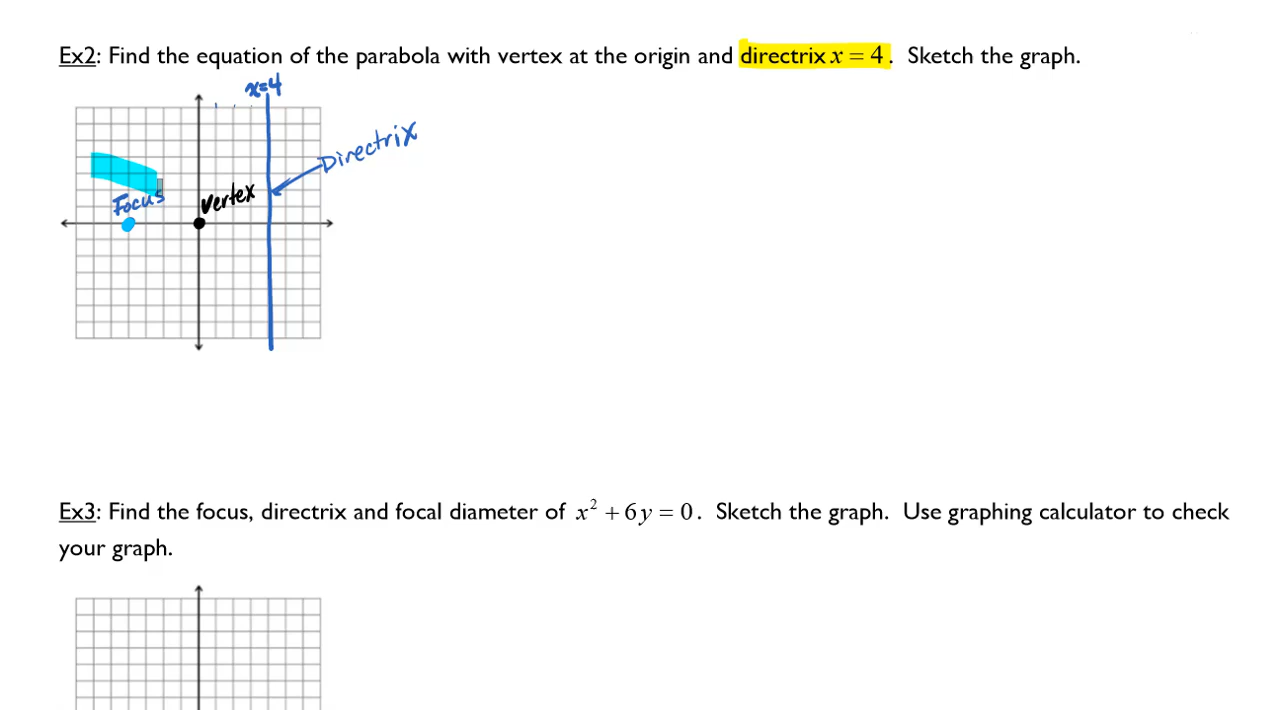 Ex2: Find the equation of the parabola with vertex at the origin and directrix x = 4. Sketch the graph.
x=4
Directrix
Focus
Vertex
Ex3: Find the focus, directrix and focal diameter of x² + 6y = 0. Sketch the graph. Use graphing calculator to check
your graph.